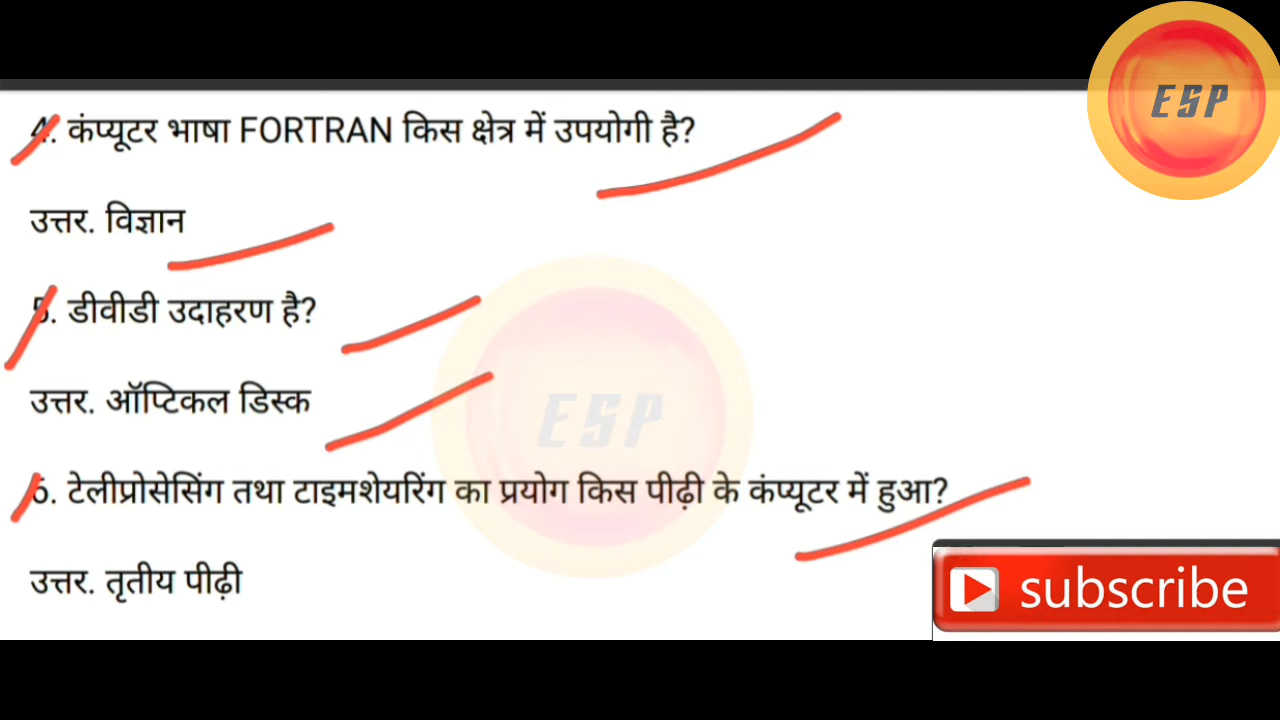 ESP
4. कंप्यूटर भाषा FORTRAN किस क्षेत्र में उपयोगी है?
उत्तर. विज्ञान
5. डीवीडी उदाहरण है?
उत्तर. ऑप्टिकल डिस्क
ESP
6. टेलीप्रोसेसिंग तथा टाइमशेयरिंग का प्रयोग किस पीढ़ी के कंप्यूटर में हुआ?
उत्तर. तृतीय पीढ़ी
subscribe